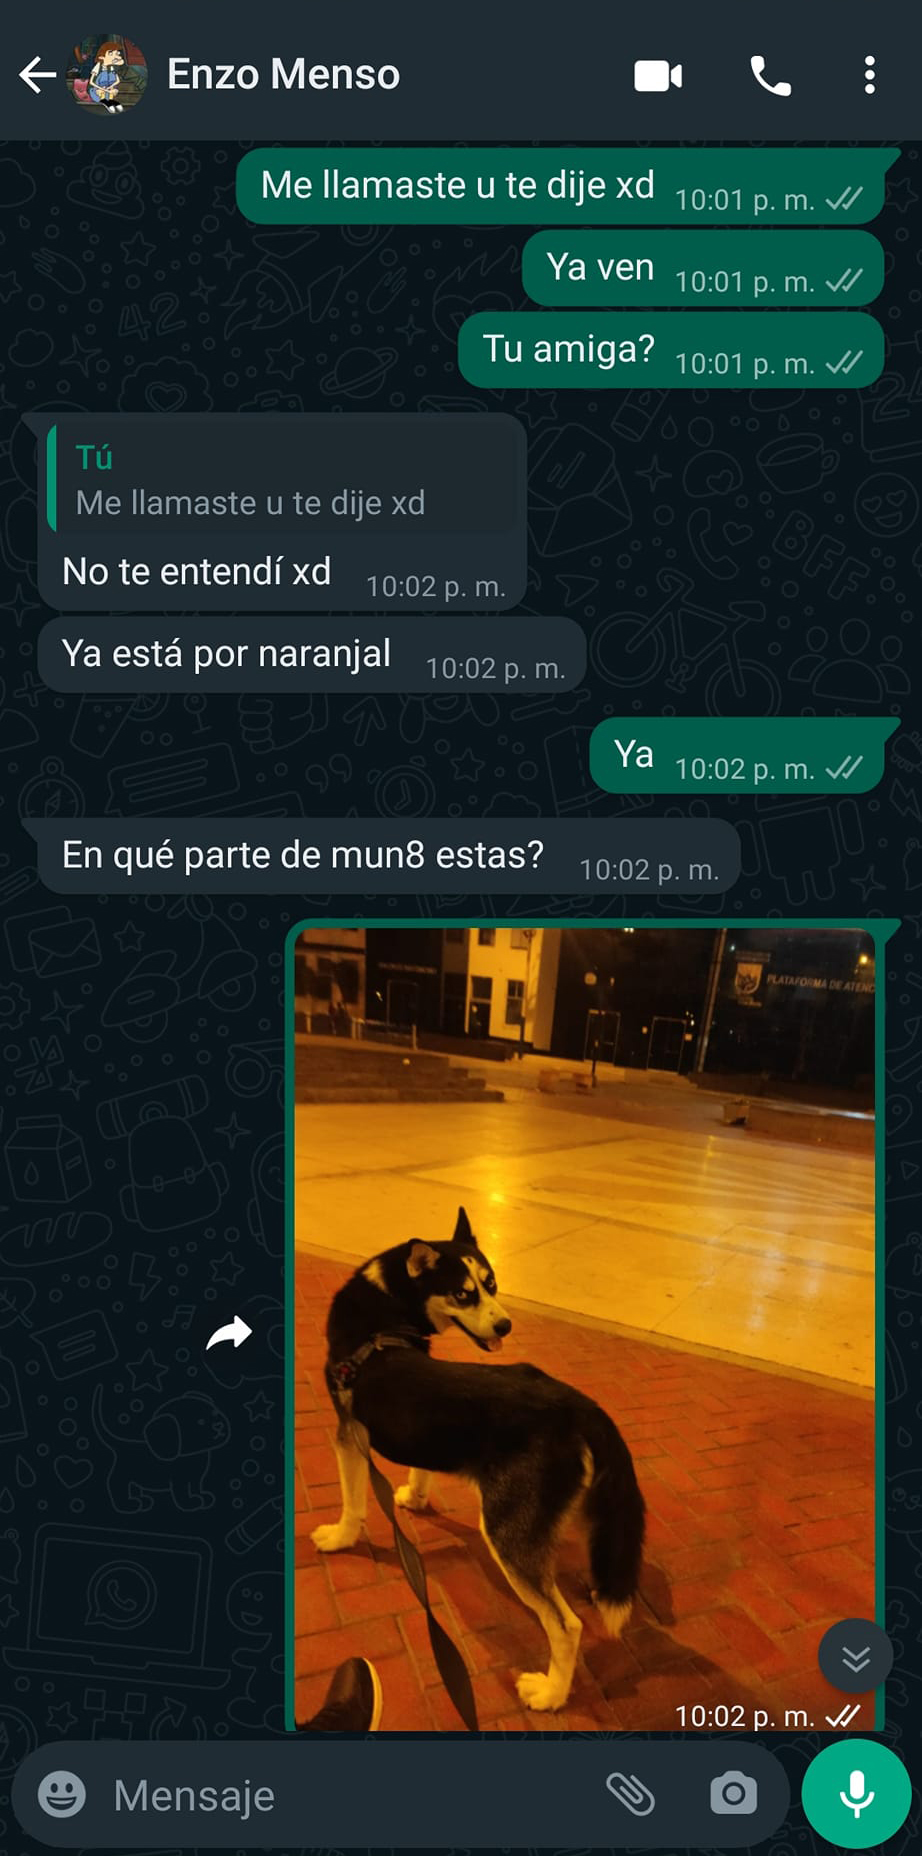 Enzo Menso
Me llamaste u te dije xd 10:01 p. m.
Ya ven 10:01 p. m.
Tu amiga? 10:01 p. m.
Tú
Me llamaste u te dije xd
No te entendí xd 10:02 p. m.
Ya está por naranjal 10:02 p. m.
Ya 10:02 p. m.
En qué parte de mun8 estas? 10:02 p. m.
PLATAFORMA DE ATENC
10:02 p. m.
Mensaje